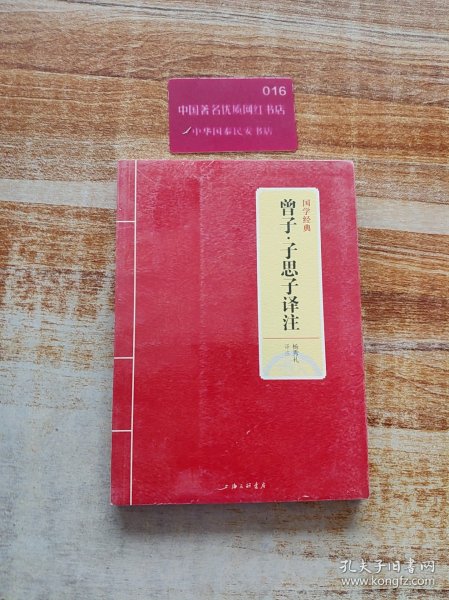 016
中国著名优质网红书店
中华国泰民安书店
国学经典
曾子·子思子译注
杨秀礼
译注
上海三联书店
孔夫子旧书网
www.kongfz.com